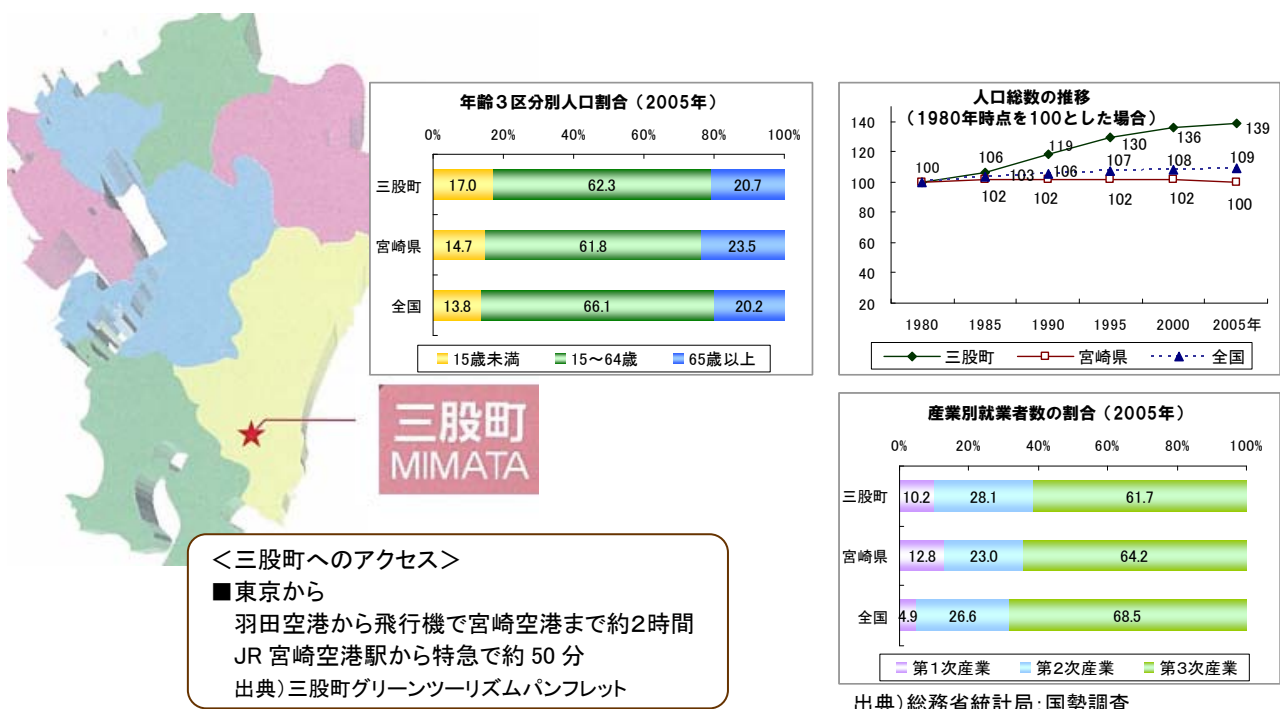 年齢３区分別人口割合（2005年）
0% 20% 40% 60% 80% 100%
三股町 17.0 62.3 20.7
宮崎県 14.7 61.8 23.5
全国 13.8 66.1 20.2
15歳未満 15～64歳 65歳以上
人口総数の推移
（1980年時点を100とした場合）
140
120
100
80
60
40
20
100 106 119 130 136 139
103 106 107 108 109
102 102 102 102 100
1980 1985 1990 1995 2000 2005年
三股町 宮崎県 全国
三股町
MIMATA
産業別就業者数の割合（2005年）
0% 20% 40% 60% 80% 100%
三股町 10.2 28.1 61.7
宮崎県 12.8 23.0 64.2
全国 4.9 26.6 68.5
第1次産業 第2次産業 第3次産業
出典）総務省統計局：国勢調査
＜三股町へのアクセス＞
■東京から
羽田空港から飛行機で宮崎空港まで約２時間
JR 宮崎空港駅から特急で約 50 分
出典）三股町グリーンツーリズムパンフレット